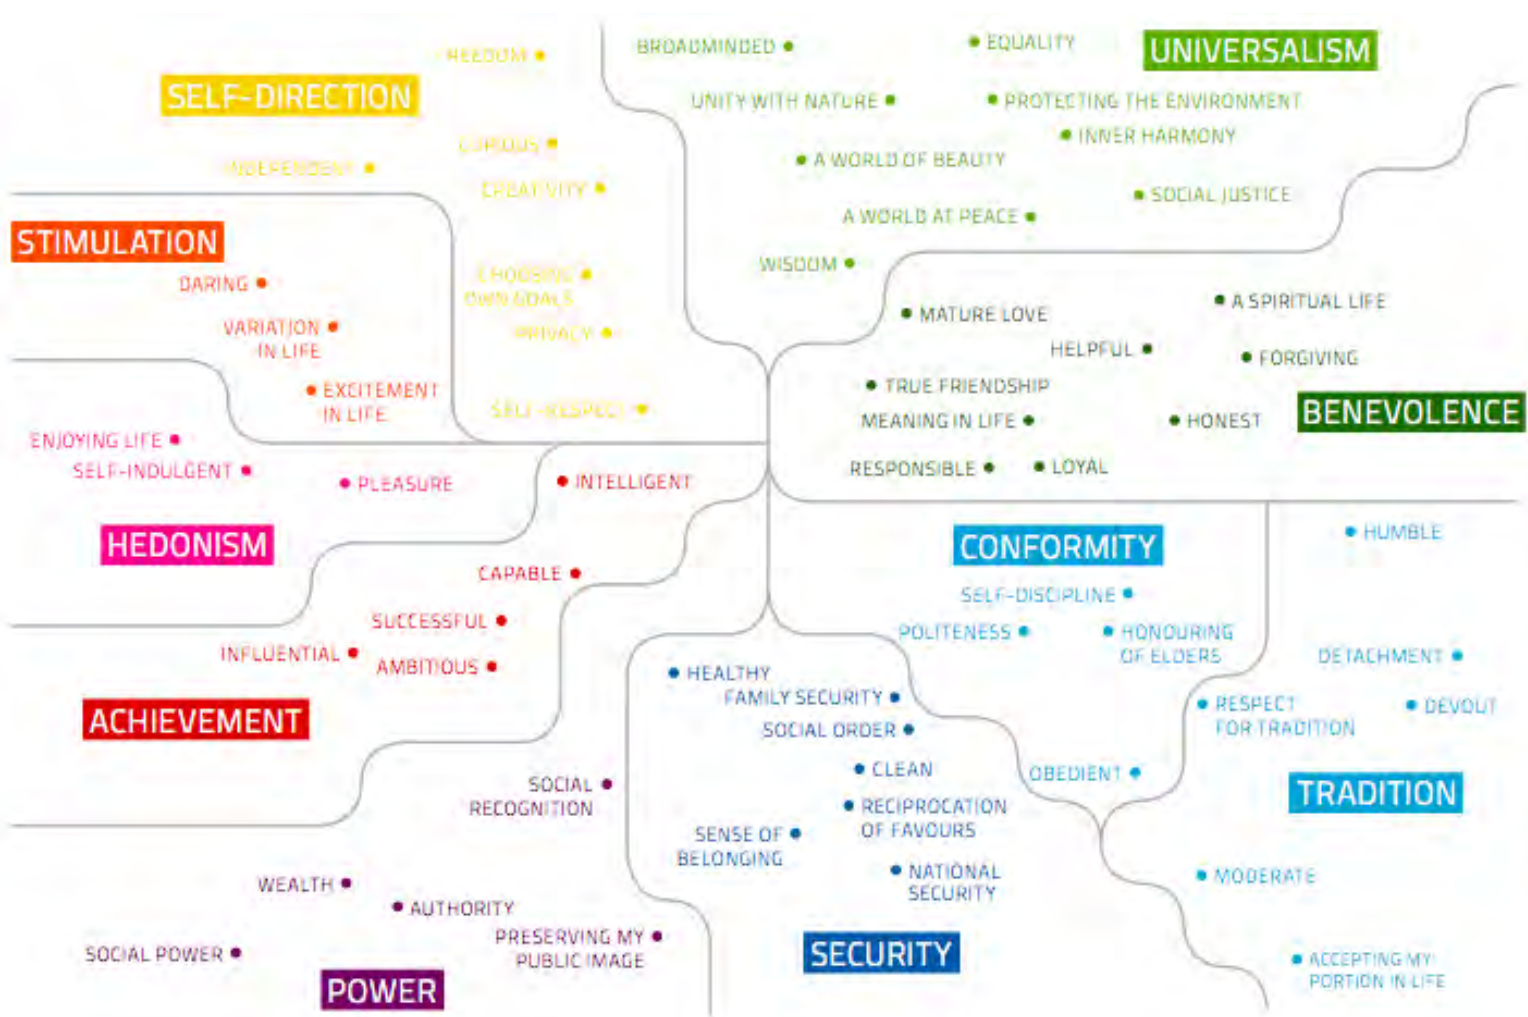 SELF-DIRECTION
FREEDOM
CURIOUS
INDEPENDENT
CREATIVITY
CHOOSING
OWN GOALS
PRIVACY
SELF-RESPECT
UNIVERSALISM
BROADMINDED
EQUALITY
UNITY WITH NATURE
PROTECTING THE ENVIRONMENT
INNER HARMONY
A WORLD OF BEAUTY
SOCIAL JUSTICE
A WORLD AT PEACE
WISDOM
STIMULATION
DARING
VARIATION
IN LIFE
EXCITEMENT
IN LIFE
BENEVOLENCE
MATURE LOVE
A SPIRITUAL LIFE
HELPFUL
FORGIVING
TRUE FRIENDSHIP
MEANING IN LIFE
HONEST
RESPONSIBLE
LOYAL
HEDONISM
ENJOYING LIFE
SELF-INDULGENT
PLEASURE
ACHIEVEMENT
INTELLIGENT
CAPABLE
SUCCESSFUL
INFLUENTIAL
AMBITIOUS
CONFORMITY
SELF-DISCIPLINE
POLITENESS
HONOURING
OF ELDERS
OBEDIENT
TRADITION
HUMBLE
DETACHMENT
RESPECT
FOR TRADITION
DEVOUT
MODERATE
ACCEPTING MY
PORTION IN LIFE
SECURITY
HEALTHY
FAMILY SECURITY
SOCIAL ORDER
CLEAN
RECIPROCATION
OF FAVOURS
SENSE OF
BELONGING
NATIONAL
SECURITY
POWER
SOCIAL
RECOGNITION
WEALTH
AUTHORITY
PRESERVING MY
PUBLIC IMAGE
SOCIAL POWER